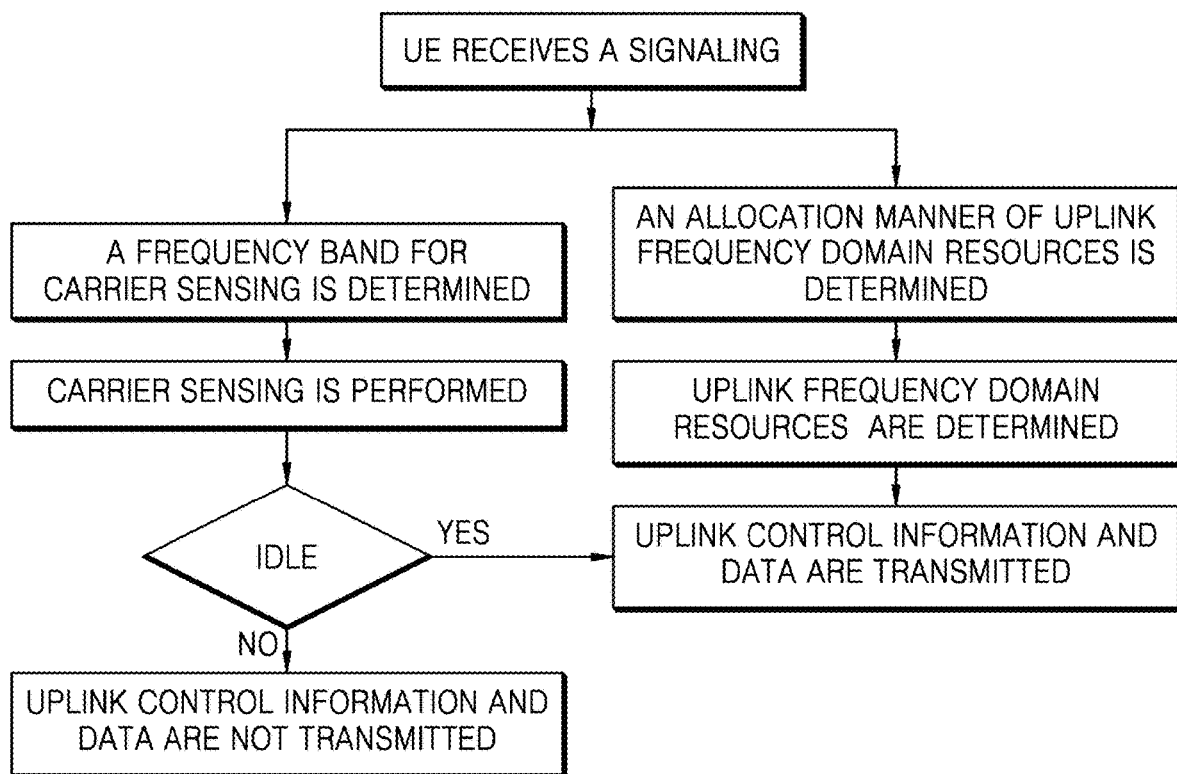 UE RECEIVES A SIGNALING
A FREQUENCY BAND FOR
CARRIER SENSING IS DETERMINED
CARRIER SENSING IS PERFORMED
IDLE
YES
NO
UPLINK CONTROL INFORMATION AND
DATA ARE NOT TRANSMITTED
AN ALLOCATION MANNER OF UPLINK
FREQUENCY DOMAIN RESOURCES IS
DETERMINED
UPLINK FREQUENCY DOMAIN
RESOURCES ARE DETERMINED
UPLINK CONTROL INFORMATION AND
DATA ARE TRANSMITTED